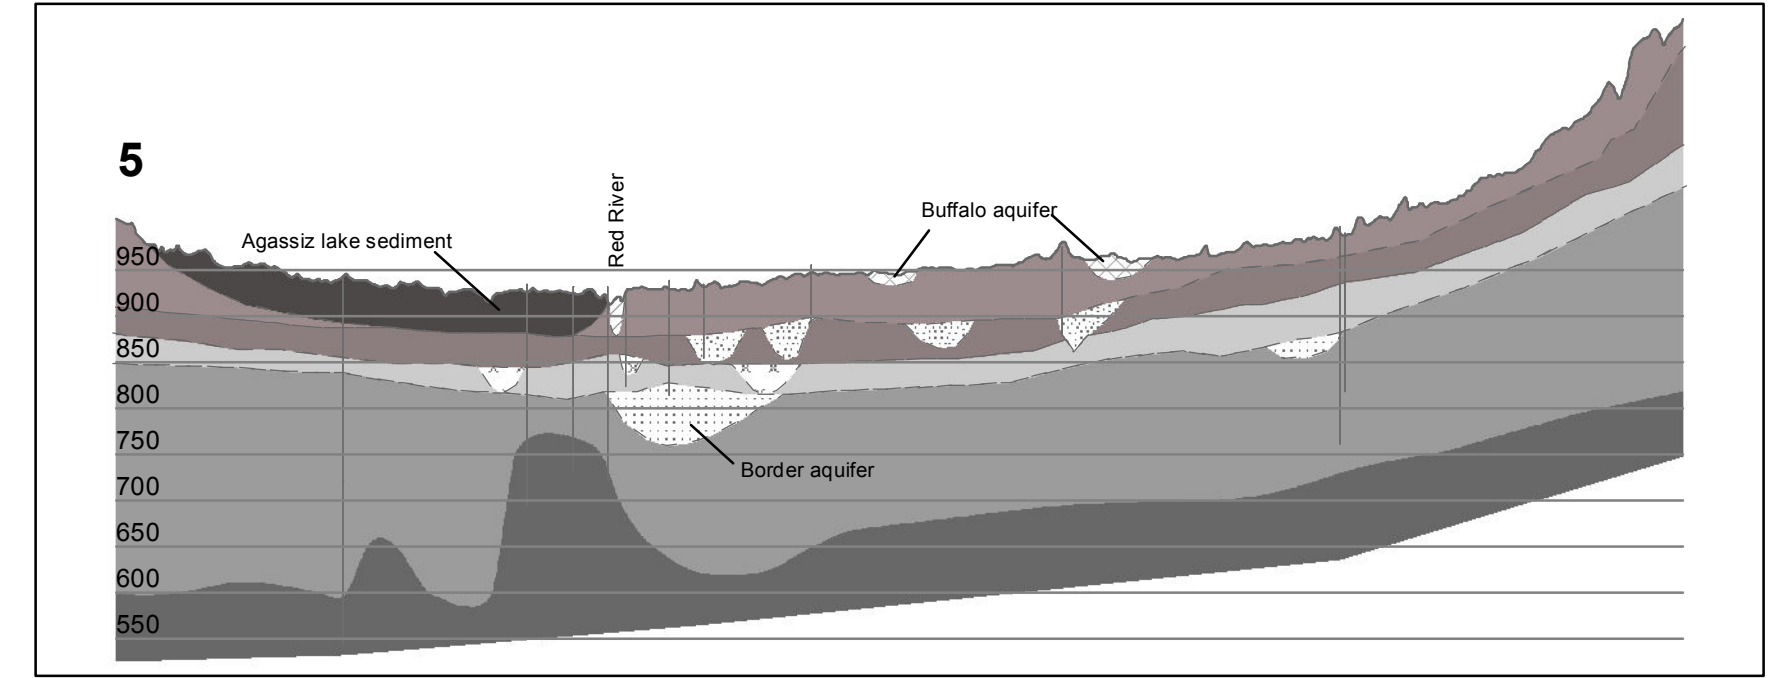 5
Red River
Buffalo aquifer
Agassiz lake sediment
950
900
850
800
750
Border aquifer
700
650
600
550